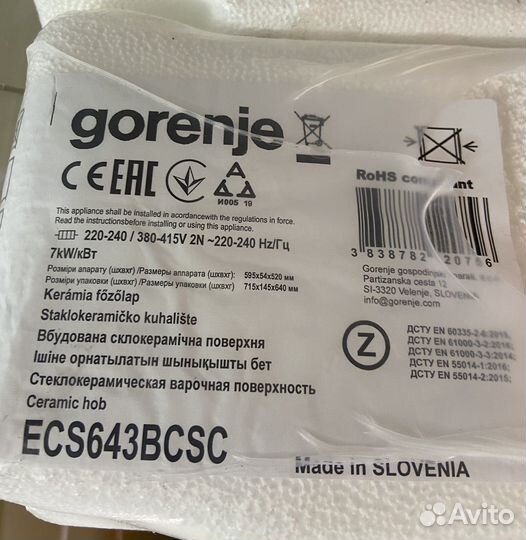 gorenje
CE EAC
И005 19
RoHS
This appliance shall be installed in accordancewith the regulations in force.
Read the instructionsbefore installing or using this appliance.
220-240 / 380-415V 2N ~220-240 Hz/Гц
7kW/кВт
Розміри апарату (шхвхг) /Размеры аппарата (шхвхг): 595x54x520 мм
Розміри упаковки (шхвхг) /Размеры упаковки (шхвхг) 715x145x640 мм
Kerámia főzőlap
Staklokeramičko kuhalište
Вбудована склокерамічна поверхня
Ішіне орнатылатын шынықышты бет
Стеклокерамическая варочная поверхность
Ceramic hob
ECS643BCSC
3 838782
Gorenje
Partizanska cesta 12
SI-3320 Velenje, SLOVENIA
info@gorenje.com
Z
ДСТУ EN 60335-2-6:
ДСТУ EN 61000-3-2:2016;
ДСТУ EN 61000-3-3:2014;
ДСТУ EN 55014-1:2016;
ДСТУ EN 55014-2:2015;
Made in SLOVENIA
Avito